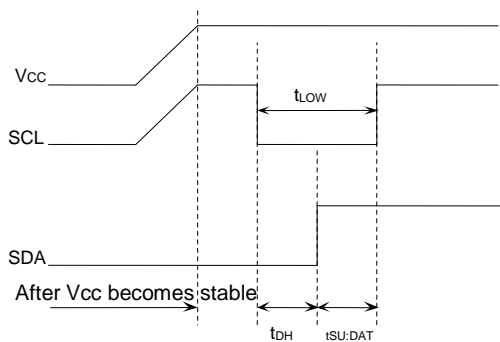 VCC
tLOW
SCL
SDA
After Vcc becomes stable
tDH
tSU:DAT